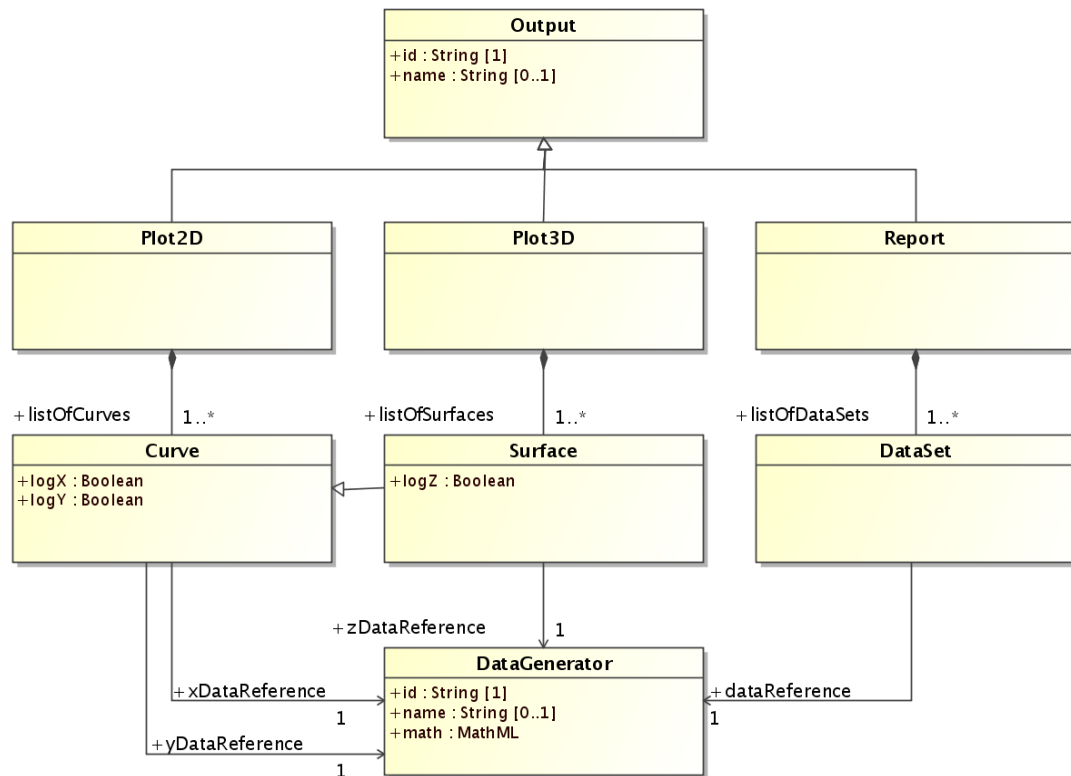 Output
+id : String [1]
+name : String [0..1]
Plot2D
Plot3D
Report
+listOfCurves
1..*
+listOfSurfaces
1..*
+listOfDataSets
1..*
Curve
+logX : Boolean
+logY : Boolean
Surface
+logZ : Boolean
DataSet
+zDataReference
1
DataGenerator
+id : String [1]
+name : String [0..1]
+math : MathML
+xDataReference
1
+dataReference
1
+yDataReference
1